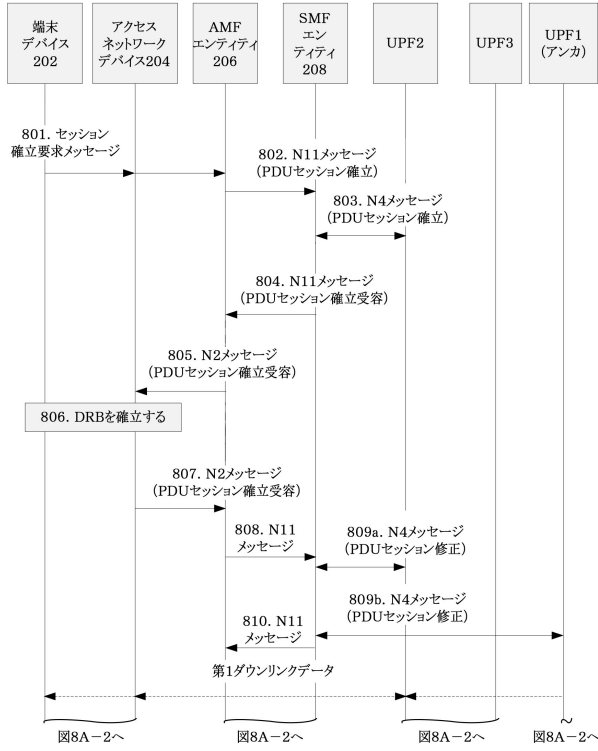 端末
デバイス
202
アクセス
ネットワーク
デバイス204
AMF
エンティティ
206
SMF
エン
ティティ
208
UPF2
UPF3
UPF1
(アンカ)
801. セッション
確立要求メッセージ
802. N11メッセージ
(PDUセッション確立)
803. N4メッセージ
(PDUセッション確立)
804. N11メッセージ
(PDUセッション確立受容)
805. N2メッセージ
(PDUセッション確立受容)
806. DRBを確立する
807. N2メッセージ
(PDUセッション確立受容)
808. N11
メッセージ
809a. N4メッセージ
(PDUセッション修正)
809b. N4メッセージ
(PDUセッション修正)
810. N11
メッセージ
第1ダウンリンクデータ
図8A-2へ
図8A-2へ
図8A-2へ
図8A-2へ